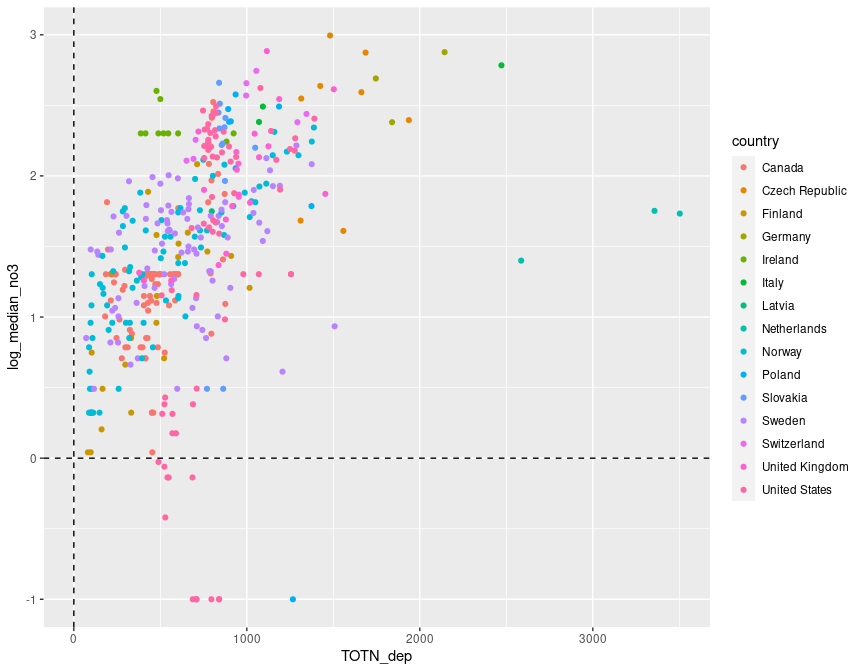 3
2
1
0
-1
log_median_no3
0
1000
2000
3000
TOTN_dep
country
Canada
Czech Republic
Finland
Germany
Ireland
Italy
Latvia
Netherlands
Norway
Poland
Slovakia
Sweden
Switzerland
United Kingdom
United States